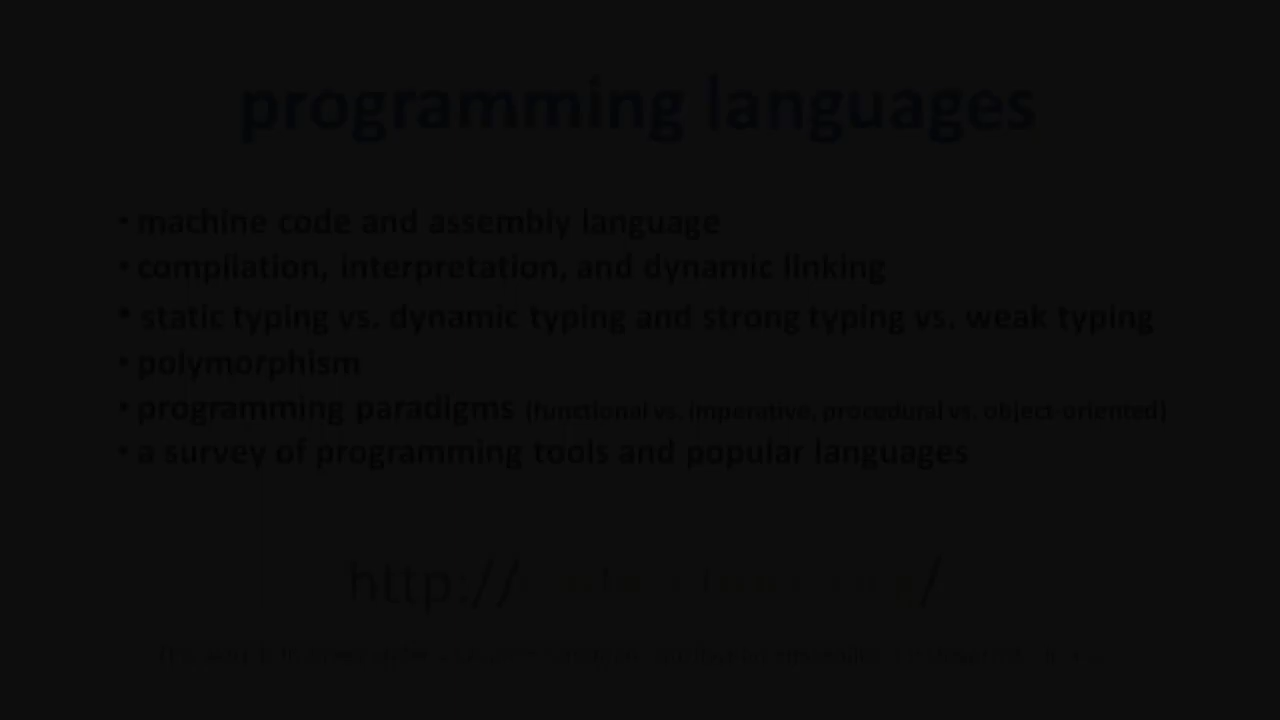 programming languages
• machine code and assembly language
• compilation, interpretation, and dynamic linking
• static typing vs. dynamic typing and strong typing vs. weak typing
• polymorphism
• programming paradigms (functional vs. imperative, procedural vs. object-oriented)
• a survey of programming tools and popular languages
http:// /